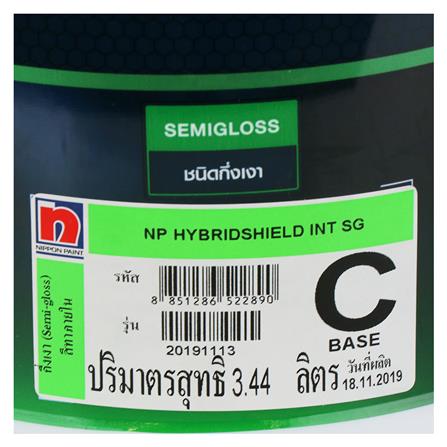 SEMIGLOSS
ชนิดกึ่งเงา
n
NIPPON PAINT
NP HYBRIDSHIELD INT SG
รหัส
8 851286 522890
รุ่น
20191113
C
BASE
ปริมาตรสุทธิ 3.44 ลิตร
วันที่ผลิต
18.11.2019
กึ่งเงา (Semi-gloss)
สีทาภายใน